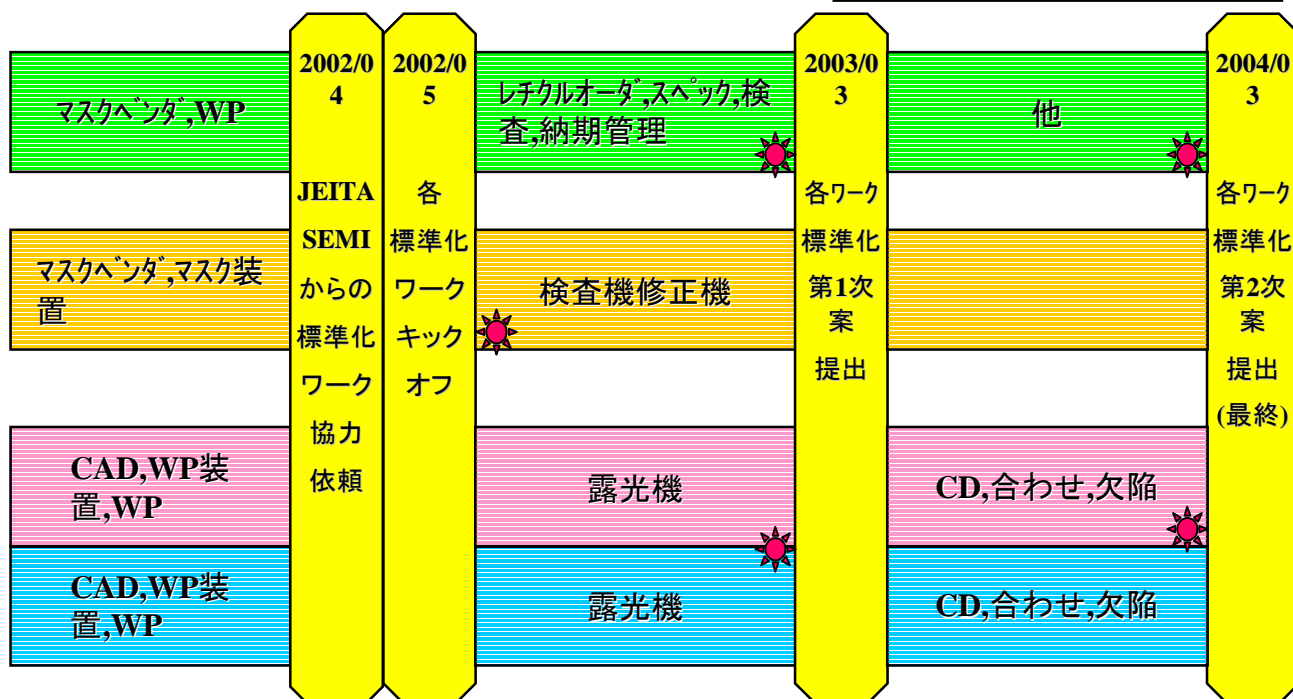 マスクベンダ,WP
マスクベンダ,マスク装
置
CAD,WP装
置,WP
CAD,WP装
置,WP
2002/0
4
JEITA
SEMI
からの
標準化
ワーク
協力
依頼
2002/0
5
各
標準化
ワーク
キック
オフ
レチクルオーダ,スペック,検
査,納期管理
検査機修正機
露光機
露光機
2003/0
3
各ワーク
標準化
第1次
案
提出
他
CD,合わせ,欠陥
CD,合わせ,欠陥
2004/0
3
各ワーク
標準化
第2次
案
提出
(最終)